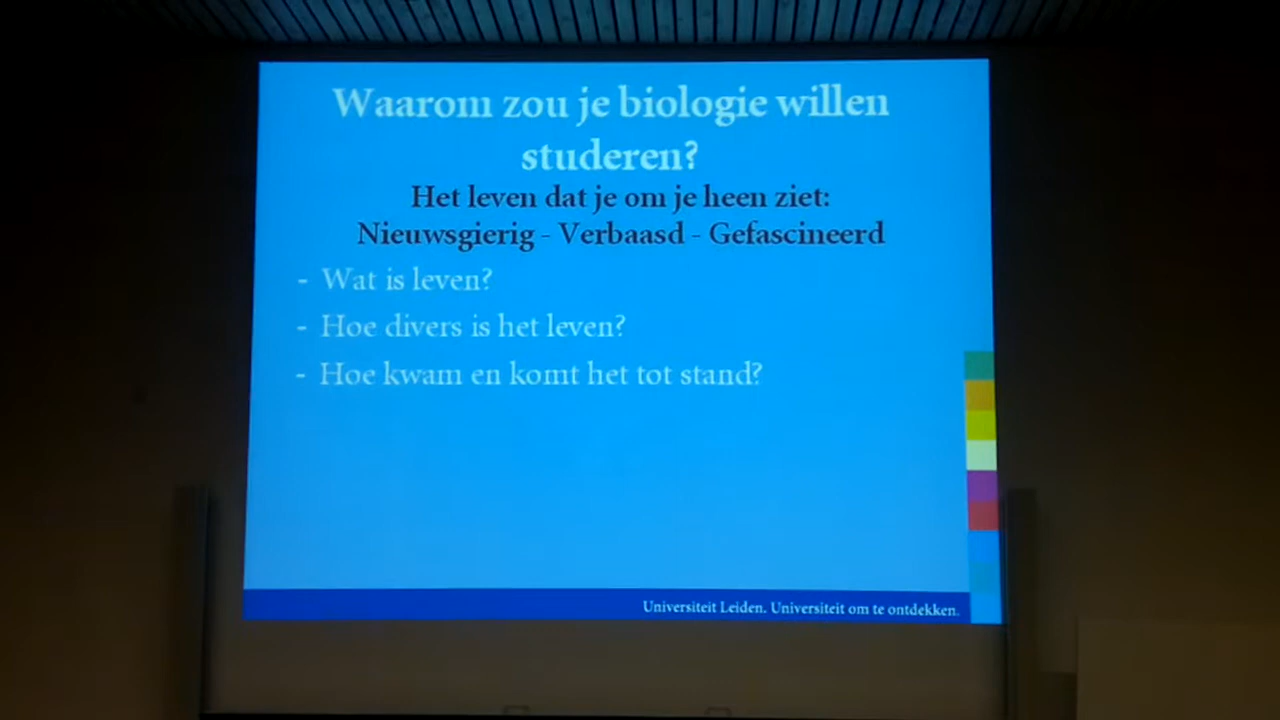 Waarom zou je biologie willen
studeren?
Het leven dat je om je heen ziet:
Nieuwsgierig - Verbaasd - Gefascineerd
- Wat is leven?
- Hoe divers is het leven?
- Hoe kwam en komt het tot stand?
Universiteit Leiden. Universiteit om te ontdekken.